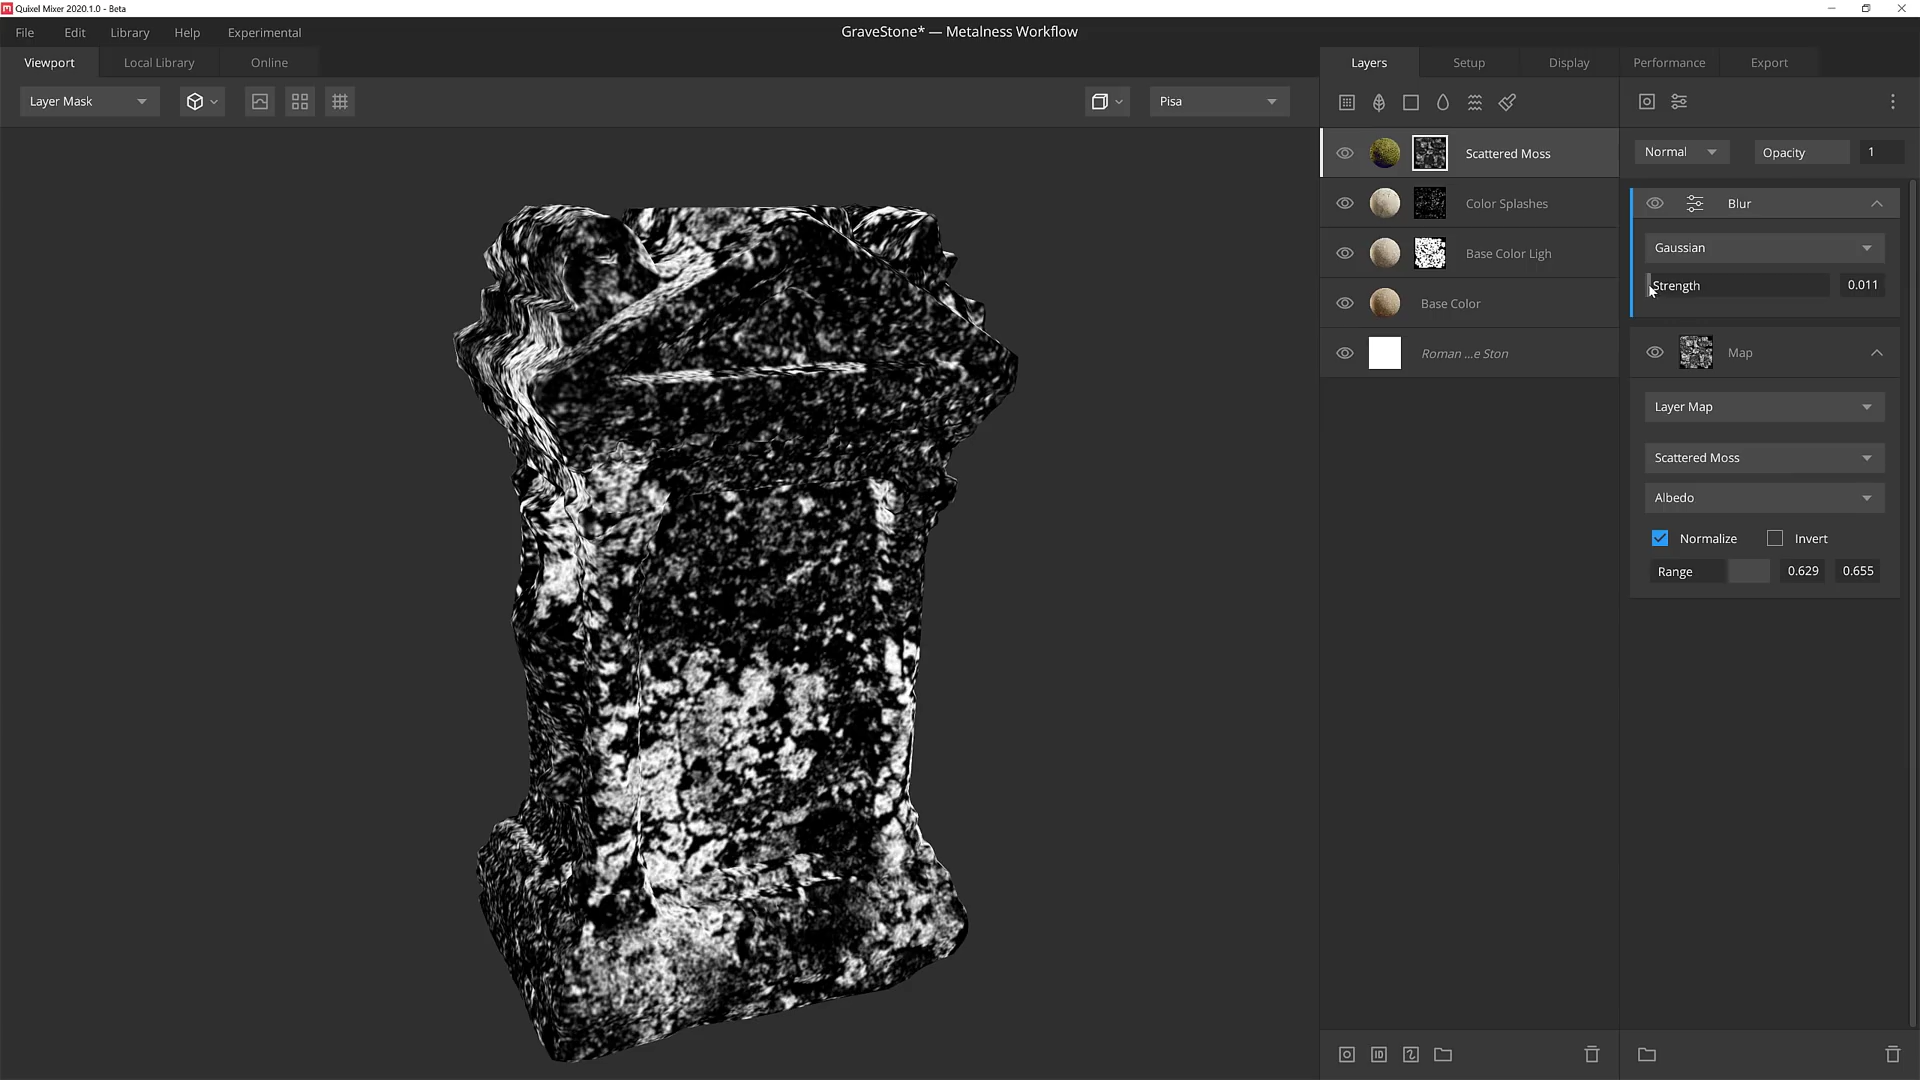 Quixel Mixer 2020.1.0 - Beta
File Edit Library Help Experimental
GraveStone* — Metalness Workflow
Viewport Local Library Online
Layers Setup Display Performance Export
Layer Mask
Pisa
Scattered Moss
Color Splashes
Base Color Ligh
Base Color
Roman ...e Ston
Normal Opacity 1
Blur
Gaussian
Strength 0.011
Map
Layer Map
Scattered Moss
Albedo
Normalize Invert
Range 0.629 0.655
ID